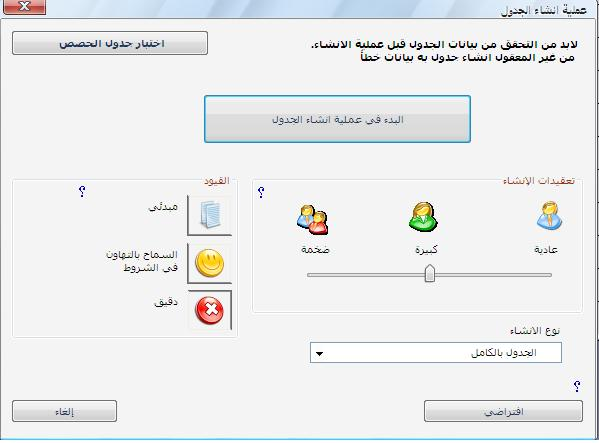 عملية انشاء الجدول
لابد من التحقق من بيانات الجدول قبل عملية الانشاء.
من غير المعقول انشاء جدول به بيانات خطأ
اختبار جدول الحصص
البدء في عملية انشاء الجدول
تعقيدات الإنشاء
؟
عادية
كبيرة
ضخمة
القيود
؟
مبدئي
السماح بالتهاون
في الشروط
دقيق
نوع الانشاء
الجدول بالكامل
؟
افتراضي
إلغاء